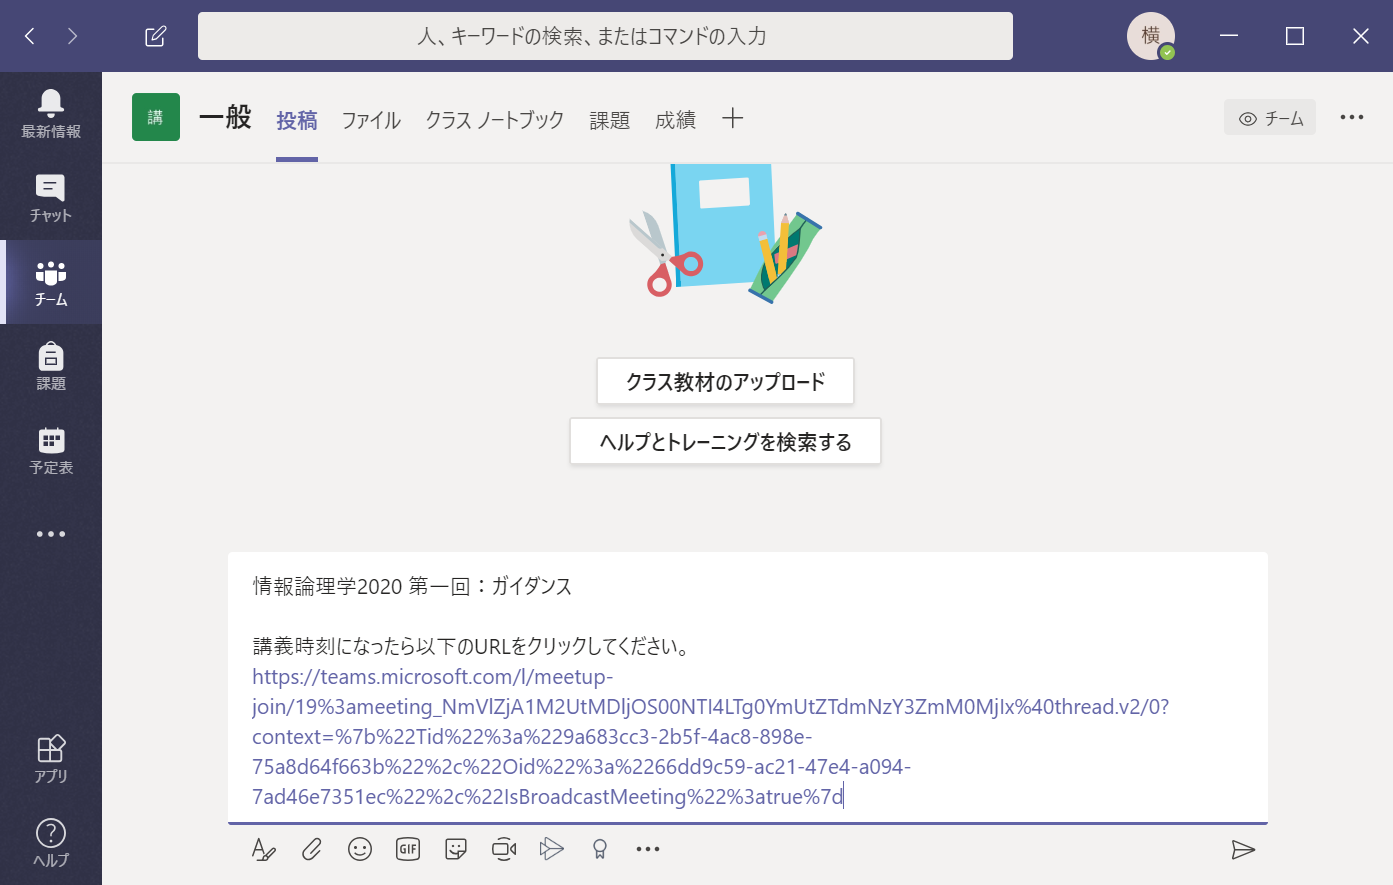 人、キーワードの検索、またはコマンドの入力
横
最新情報
チャット
チーム
課題
予定表
アプリ
ヘルプ
講
一般
投稿
ファイル
クラス ノートブック
課題
成績
チーム
クラス教材のアップロード
ヘルプとトレーニングを検索する
情報論理学2020 第一回：ガイダンス
講義時刻になったら以下のURLをクリックしてください。
https://teams.microsoft.com/l/meetup-
join/19%3ameeting_NmVlZjA1M2UtMDljOS00NTI4LTg0YmUtZTdmNzY3ZmM0MjIx%40thread.v2/0?
context=%7b%22Tid%22%3a%229a683cc3-2b5f-4ac8-898e-
75a8d64f663b%22%2c%22Oid%22%3a%2266dd9c59-ac21-47e4-a094-
7ad46e7351ec%22%2c%22IsBroadcastMeeting%22%3atrue%7d
GIF